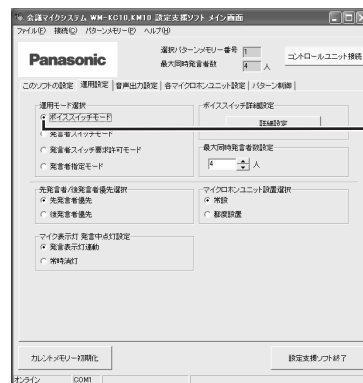 会議マイクシステム WM-KC10,KM10 設定支援ソフト メイン画面
ファイル(F) 接続(C) パターンメモリー(P) ヘルプ(H)
Panasonic
選択パターンメモリー番号 1
最大同時発言者数 4 人
コントロールユニット接続
このソフトの設定 運用設定 音声出力設定 各マイクロホンユニット設定 パターン制御
運用モード選択
ボイススイッチモード
発言者スイッチモード
発言者スイッチ要求許可モード
発言者指定モード
ボイススイッチ詳細設定
詳細設定
最大同時発言者数設定
4 人
先発言者/後発言者優先選択
先発言者優先
後発言者優先
マイクロホンユニット設置選択
常設
都度設置
マイク表示灯 発言中点灯設定
発言表示灯連動
常時消灯
カレントメモリー初期化
設定支援ソフト終了
オンライン COM1